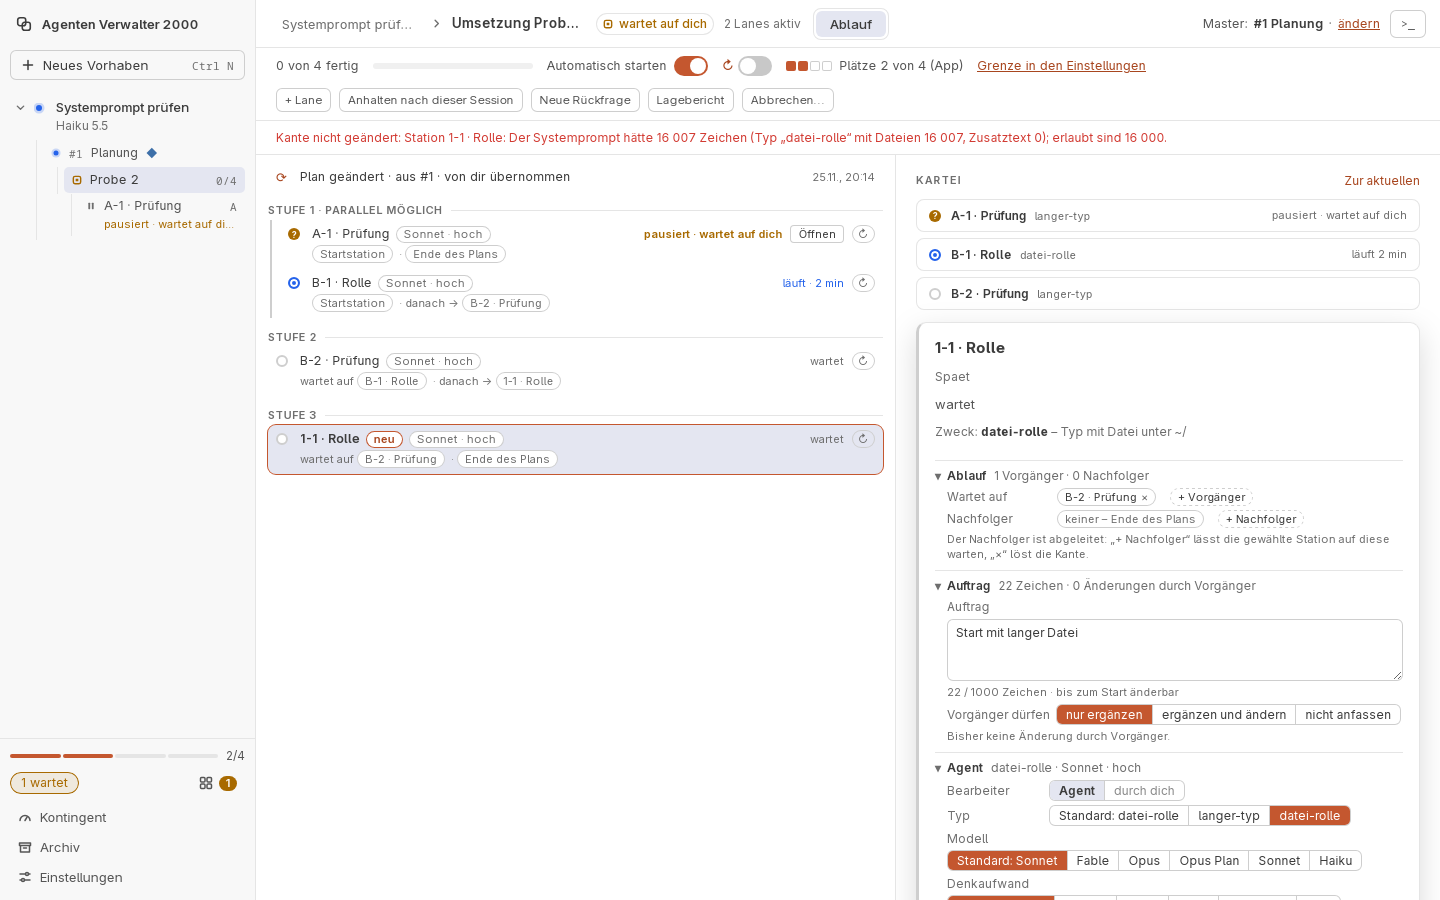 Agenten Verwalter 2000
Neues Vorhaben Ctrl N
Systemprompt prüfen
Haiku 5.5
#1 Planung
Probe 2 0/4
A-1 · Prüfung A
pausiert · wartet auf di…
2/4
1 wartet 1
Kontingent
Archiv
Einstellungen
Systemprompt prüf… › Umsetzung Prob… wartet auf dich 2 Lanes aktiv Ablauf Master: #1 Planung · ändern >_
0 von 4 fertig Automatisch starten Plätze 2 von 4 (App) Grenze in den Einstellungen
+ Lane Anhalten nach dieser Session Neue Rückfrage Lagebericht Abbrechen…
Kante nicht geändert: Station 1-1 · Rolle: Der Systemprompt hätte 16 007 Zeichen (Typ „datei-rolle“ mit Dateien 16 007, Zusatztext 0); erlaubt sind 16 000.
Plan geändert · aus #1 · von dir übernommen 25.11., 20:14
STUFE 1 · PARALLEL MÖGLICH
? A-1 · Prüfung Sonnet · hoch pausiert · wartet auf dich Öffnen
Startstation · Ende des Plans
B-1 · Rolle Sonnet · hoch läuft · 2 min
Startstation · danach → B-2 · Prüfung
STUFE 2
B-2 · Prüfung Sonnet · hoch wartet
wartet auf B-1 · Rolle · danach → 1-1 · Rolle
STUFE 3
1-1 · Rolle neu Sonnet · hoch wartet
wartet auf B-2 · Prüfung · Ende des Plans
KARTEI Zur aktuellen
? A-1 · Prüfung langer-typ pausiert · wartet auf dich
B-1 · Rolle datei-rolle läuft 2 min
B-2 · Prüfung langer-typ
1-1 · Rolle
Spaet
wartet
Zweck: datei-rolle – Typ mit Datei unter ~/
▾ Ablauf 1 Vorgänger · 0 Nachfolger
Wartet auf B-2 · Prüfung × + Vorgänger
Nachfolger keiner – Ende des Plans + Nachfolger
Der Nachfolger ist abgeleitet: „+ Nachfolger“ lässt die gewählte Station auf diese
warten, „×“ löst die Kante.
▾ Auftrag 22 Zeichen · 0 Änderungen durch Vorgänger
Auftrag
Start mit langer Datei
22 / 1000 Zeichen · bis zum Start änderbar
Vorgänger dürfen nur ergänzen ergänzen und ändern nicht anfassen
Bisher keine Änderung durch Vorgänger.
▾ Agent datei-rolle · Sonnet · hoch
Bearbeiter Agent durch dich
Typ Standard: datei-rolle langer-typ datei-rolle
Modell
Standard: Sonnet Fable Opus Opus Plan Sonnet Haiku
Denkaufwand